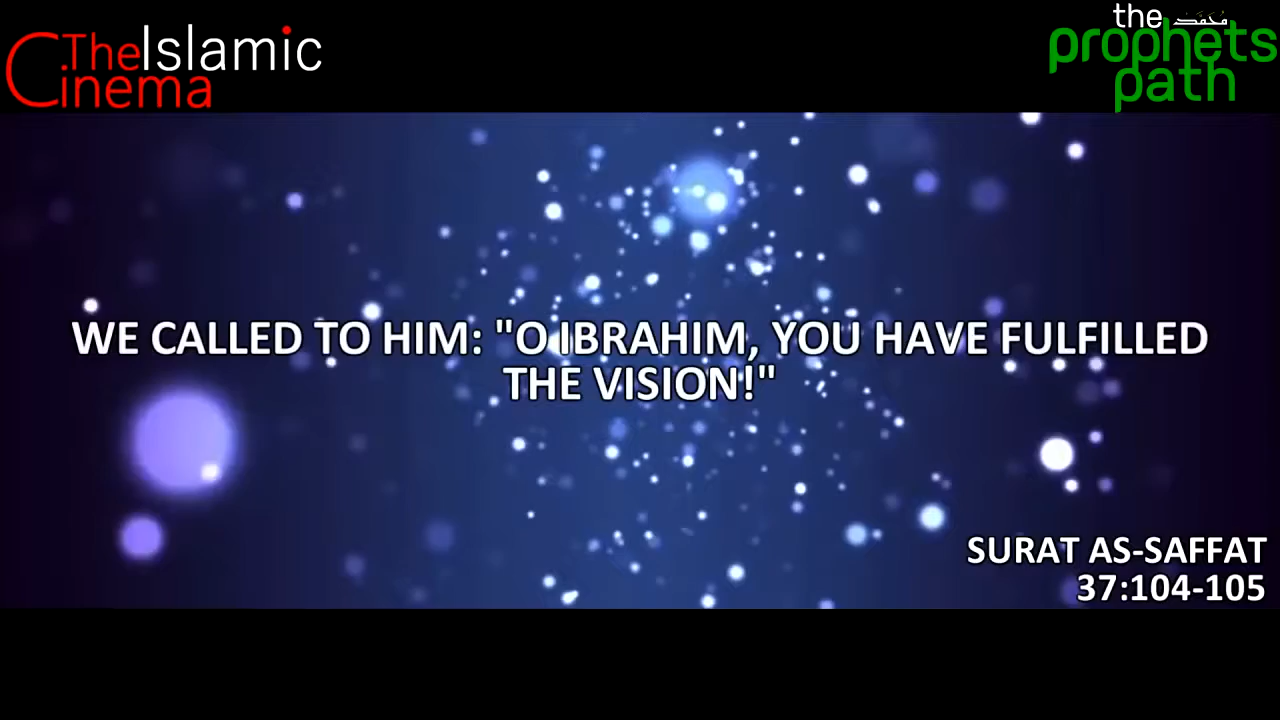 TheIslamic
Cinema
the محمد
prophets
path
WE CALLED TO HIM: "O IBRAHIM, YOU HAVE FULFILLED
THE VISION!"
SURAT AS-SAFFAT
37:104-105